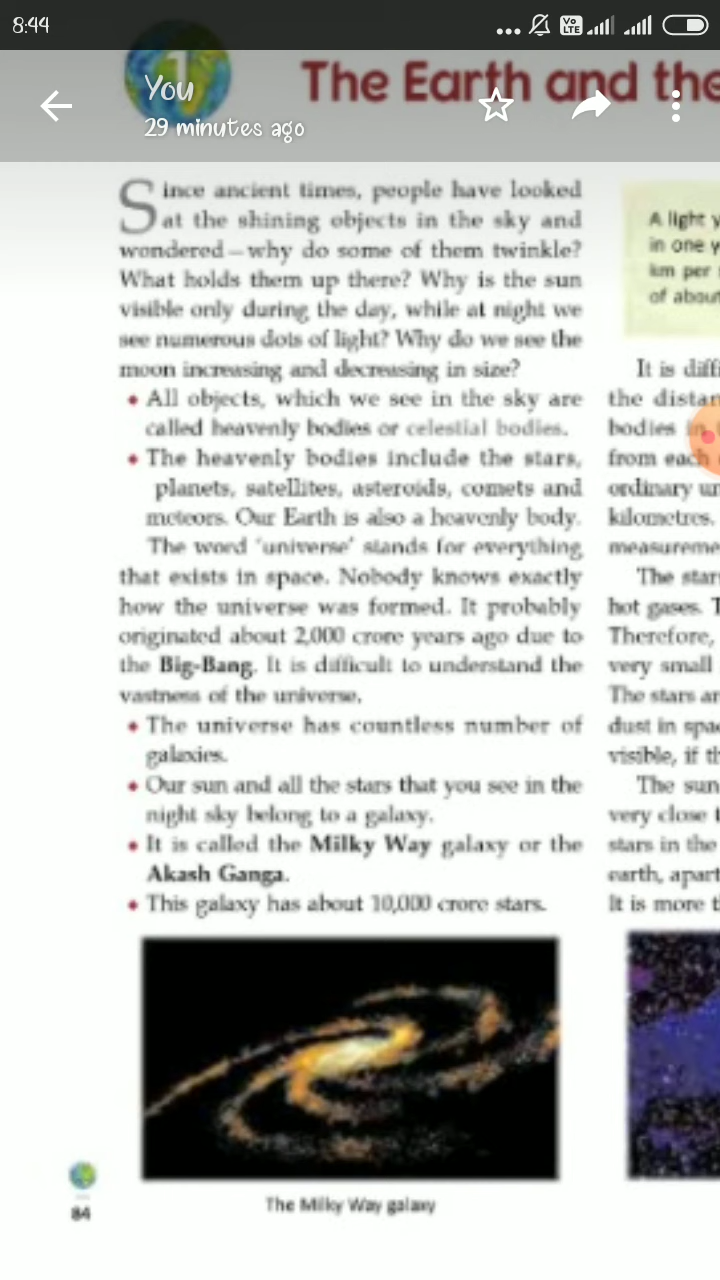 8:44
Vo
LTE
1
The Earth and the
You
29 minutes ago
Since ancient times, people have looked
at the shining objects in the sky and
wondered—why do some of them twinkle?
What holds them up there? Why is the sun
visible only during the day, while at night we
see numerous dots of light? Why do we see the
moon increasing and decreasing in size?
• All objects, which we see in the sky are
called heavenly bodies or celestial bodies.
• The heavenly bodies include the stars,
planets, satellites, asteroids, comets and
meteors. Our Earth is also a heavenly body.
The word 'universe' stands for everything
that exists in space. Nobody knows exactly
how the universe was formed. It probably
originated about 2,000 crore years ago due to
the Big-Bang. It is difficult to understand the
vastness of the universe.
• The universe has countless number of
galaxies.
• Our sun and all the stars that you see in the
night sky belong to a galaxy.
• It is called the Milky Way galaxy or the
Akash Ganga.
• This galaxy has about 10,000 crore stars.
The Milky Way galaxy
84
A light
in one
km per
of about
It is
the
bodies
from each
ordinary
kilometres.
The
hot gases.
Therefore,
very small
The stars
dust in
visible, if
The sun
very close
stars in the
earth, apart
It is more